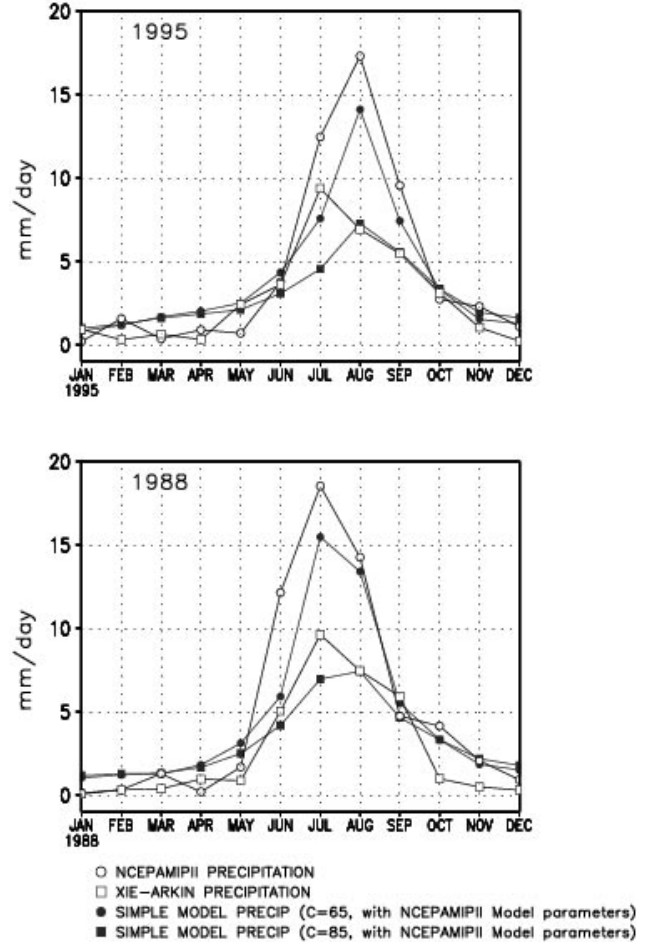 20
1995
15
10
5
0
mm/day
JAN FEB MAR APR MAY JUN JUL AUG SEP OCT NOV DEC
1995
20
1988
15
10
5
0
mm/day
JAN FEB MAR APR MAY JUN JUL AUG SEP OCT NOV DEC
1988
NCEPAMIPII PRECIPITATION
XIE-ARKIN PRECIPITATION
SIMPLE MODEL PRECIP (C=65, with NCEPAMIPII Model parameters)
SIMPLE MODEL PRECIP (C=85, with NCEPAMIPII Model parameters)